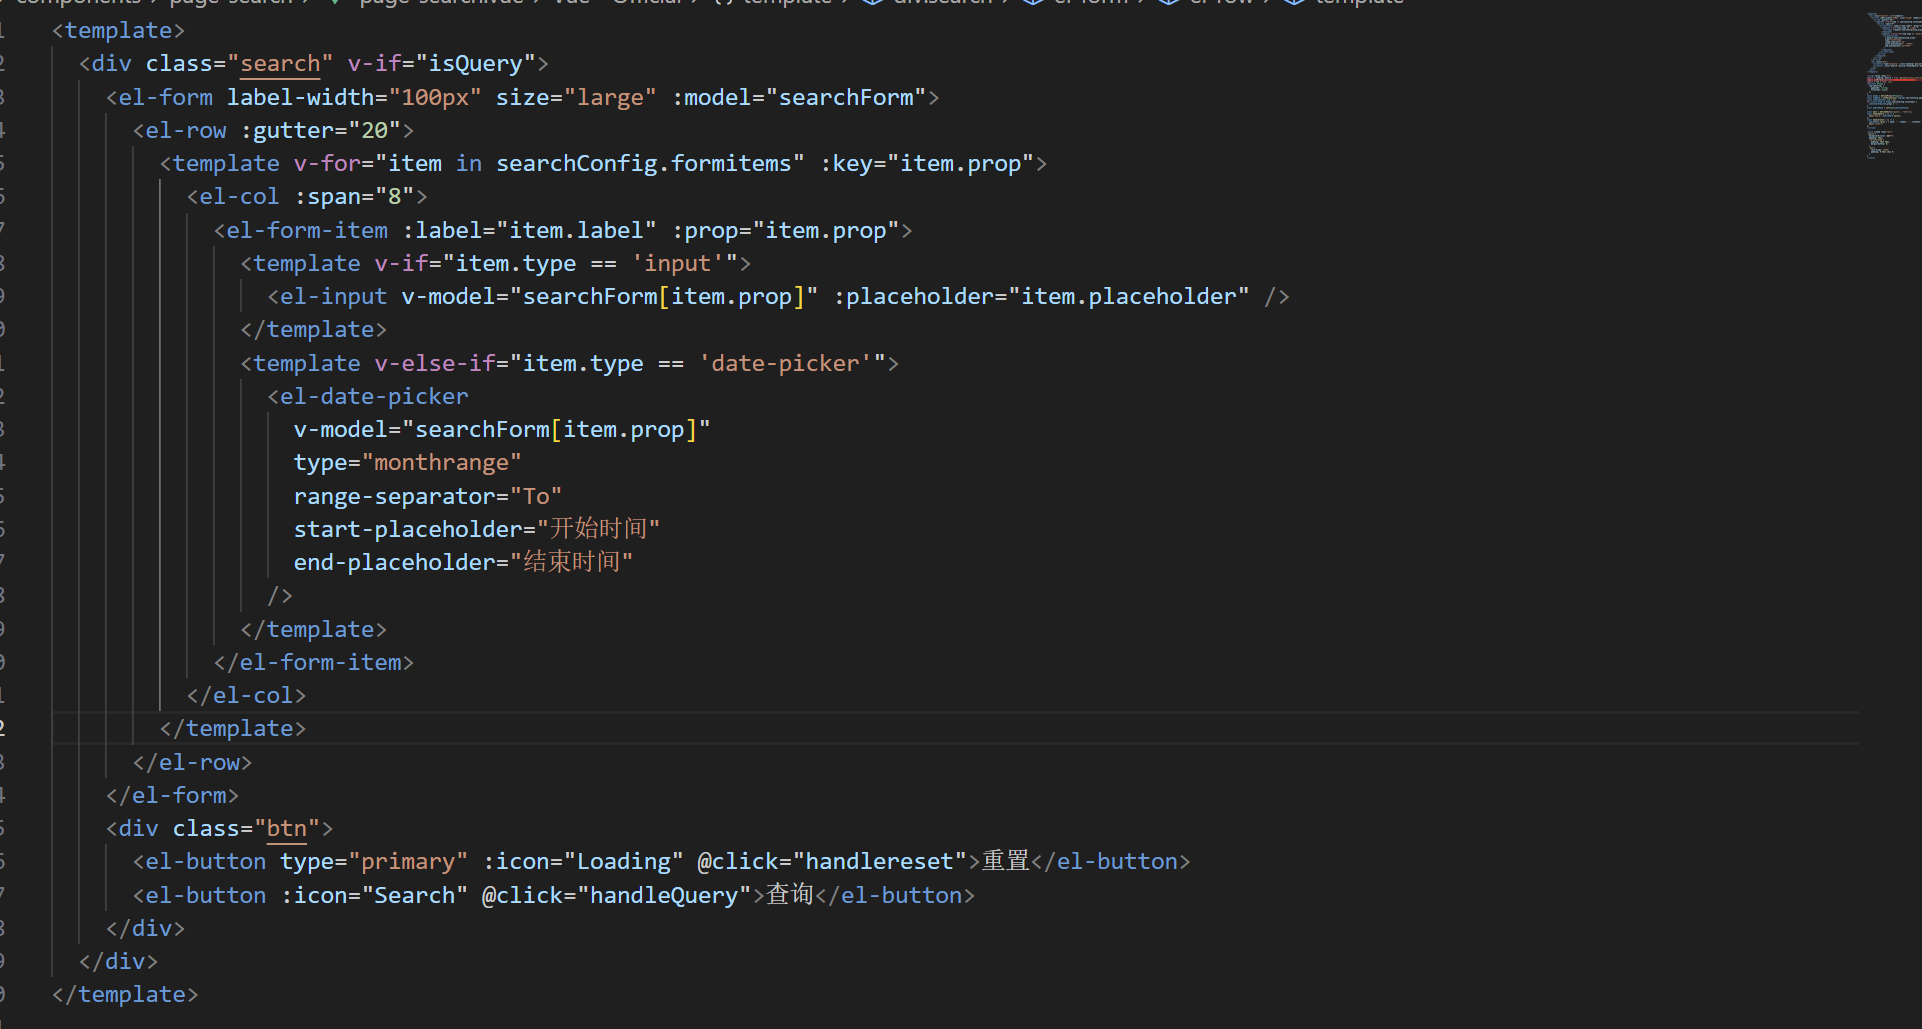 components > page-search > page-search.vue > Vue - Official > {} template > div.search > el-form > el-row > template
<template>
<div class="search" v-if="isQuery">
<el-form label-width="100px" size="large" :model="searchForm">
<el-row :gutter="20">
<template v-for="item in searchConfig.formitems" :key="item.prop">
<el-col :span="8">
<el-form-item :label="item.label" :prop="item.prop">
<template v-if="item.type == 'input'">
<el-input v-model="searchForm[item.prop]" :placeholder="item.placeholder" />
</template>
<template v-else-if="item.type == 'date-picker'">
<el-date-picker
v-model="searchForm[item.prop]"
type="monthrange"
range-separator="To"
start-placeholder="开始时间"
end-placeholder="结束时间"
/>
</template>
</el-form-item>
</el-col>
</template>
</el-row>
</el-form>
<div class="btn">
<el-button type="primary" :icon="Loading" @click="handlereset">重置</el-button>
<el-button :icon="Search" @click="handleQuery">查询</el-button>
</div>
</div>
</template>